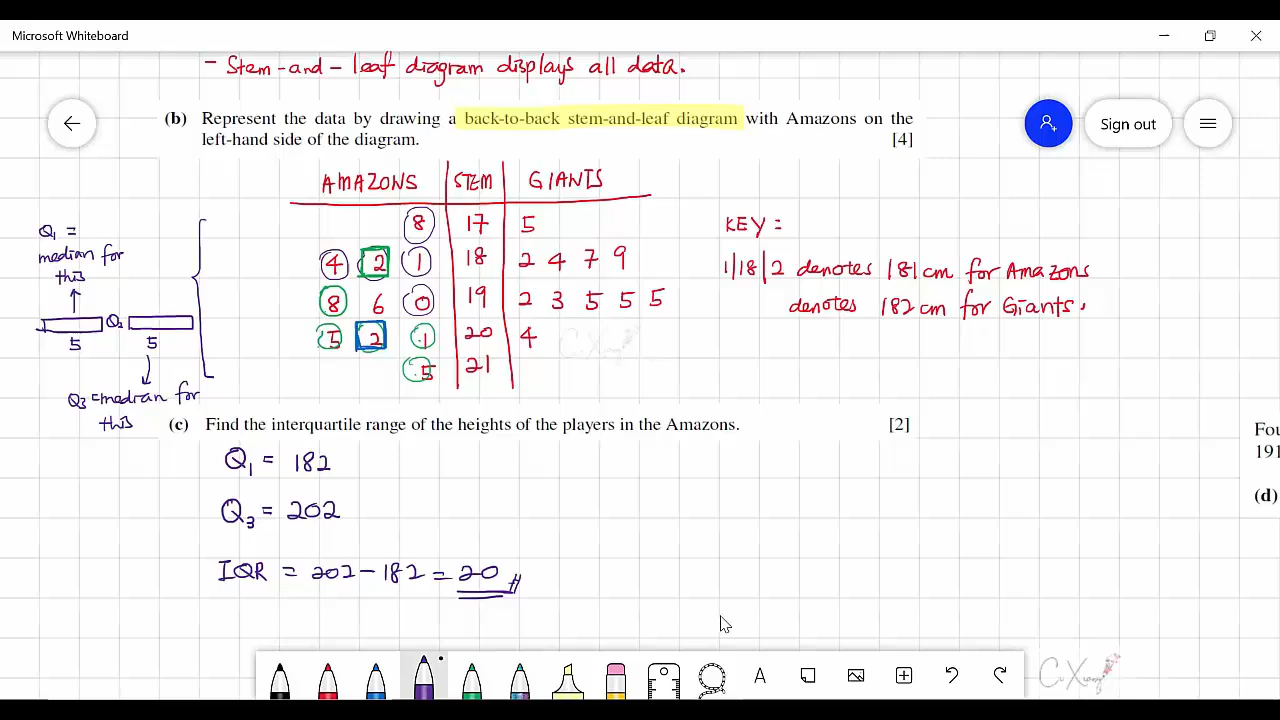 Microsoft Whiteboard
- Stem-and-leaf diagram displays all data.
(b) Represent the data by drawing a back-to-back stem-and-leaf diagram with Amazons on the
left-hand side of the diagram. [4]
Sign out
AMAZONS STEM GIANTS
8 17 5
4 2 1 18 2 4 7 9
8 6 0 19 2 3 5 5 5
5 2 1 20 4
5 21
KEY :
1|18|2 denotes 181 cm for Amazons
denotes 182 cm for Giants.
Q1 =
median for
this
Q2
5 5
Q3 = median for
this
(c) Find the interquartile range of the heights of the players in the Amazons. [2]
Q1 = 182
Q3 = 202
IQR = 202 - 182 = 20
Fou
191
(d)
A